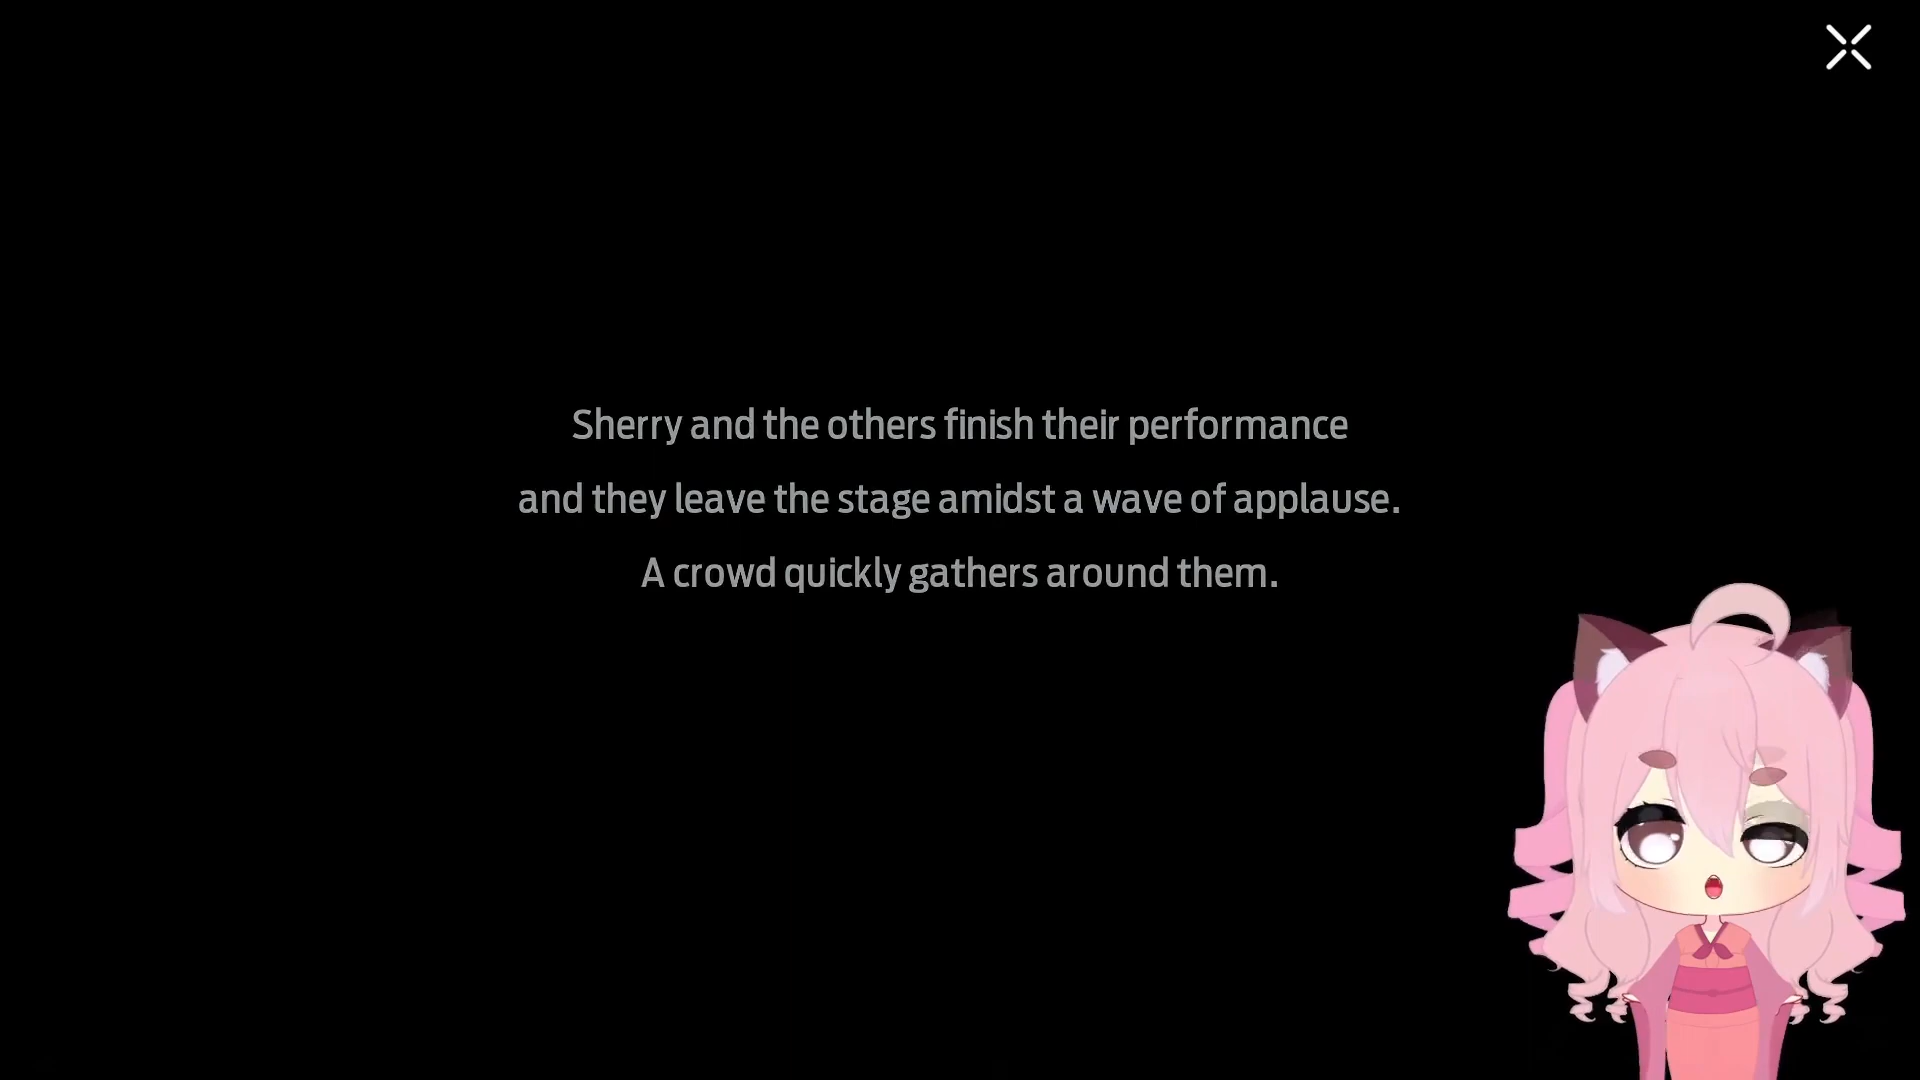 Sherry and the others finish their performance
and they leave the stage amidst a wave of applause.
A crowd quickly gathers around them.